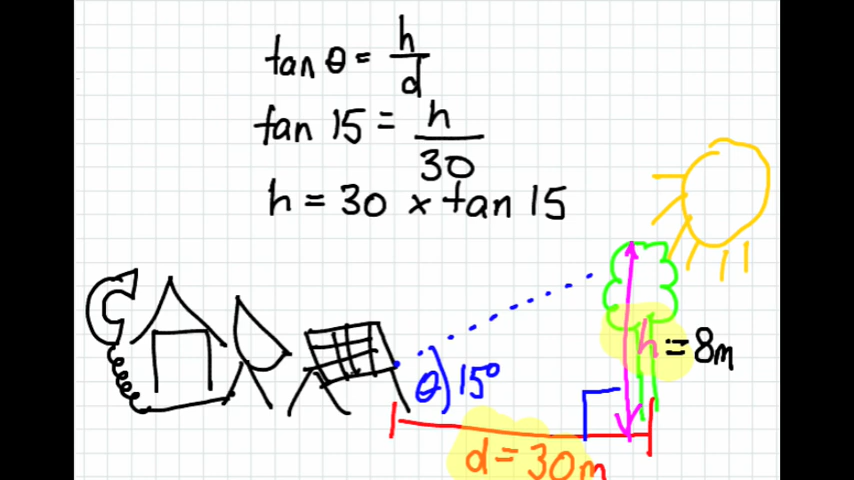 tan θ = h/d
tan 15 = h/30
h = 30 × tan 15
h = 8m
θ 15°
d = 30m